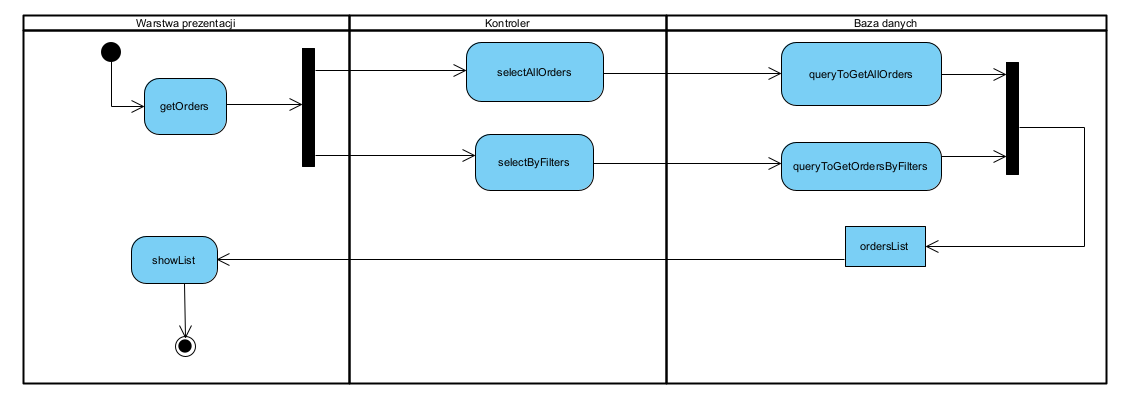 Warstwa prezentacji
Kontroler
Baza danych
getOrders
selectAllOrders
queryToGetAllOrders
selectByFilters
queryToGetOrdersByFilters
showList
ordersList